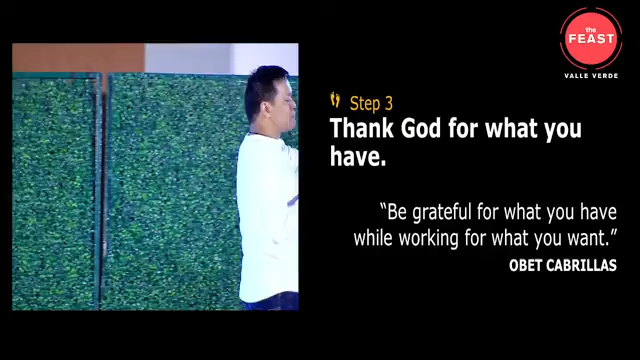 the
FEAST
VALLE VERDE
Step 3
Thank God for what you
have.
“Be grateful for what you have
while working for what you want.”
OBET CABRILLAS